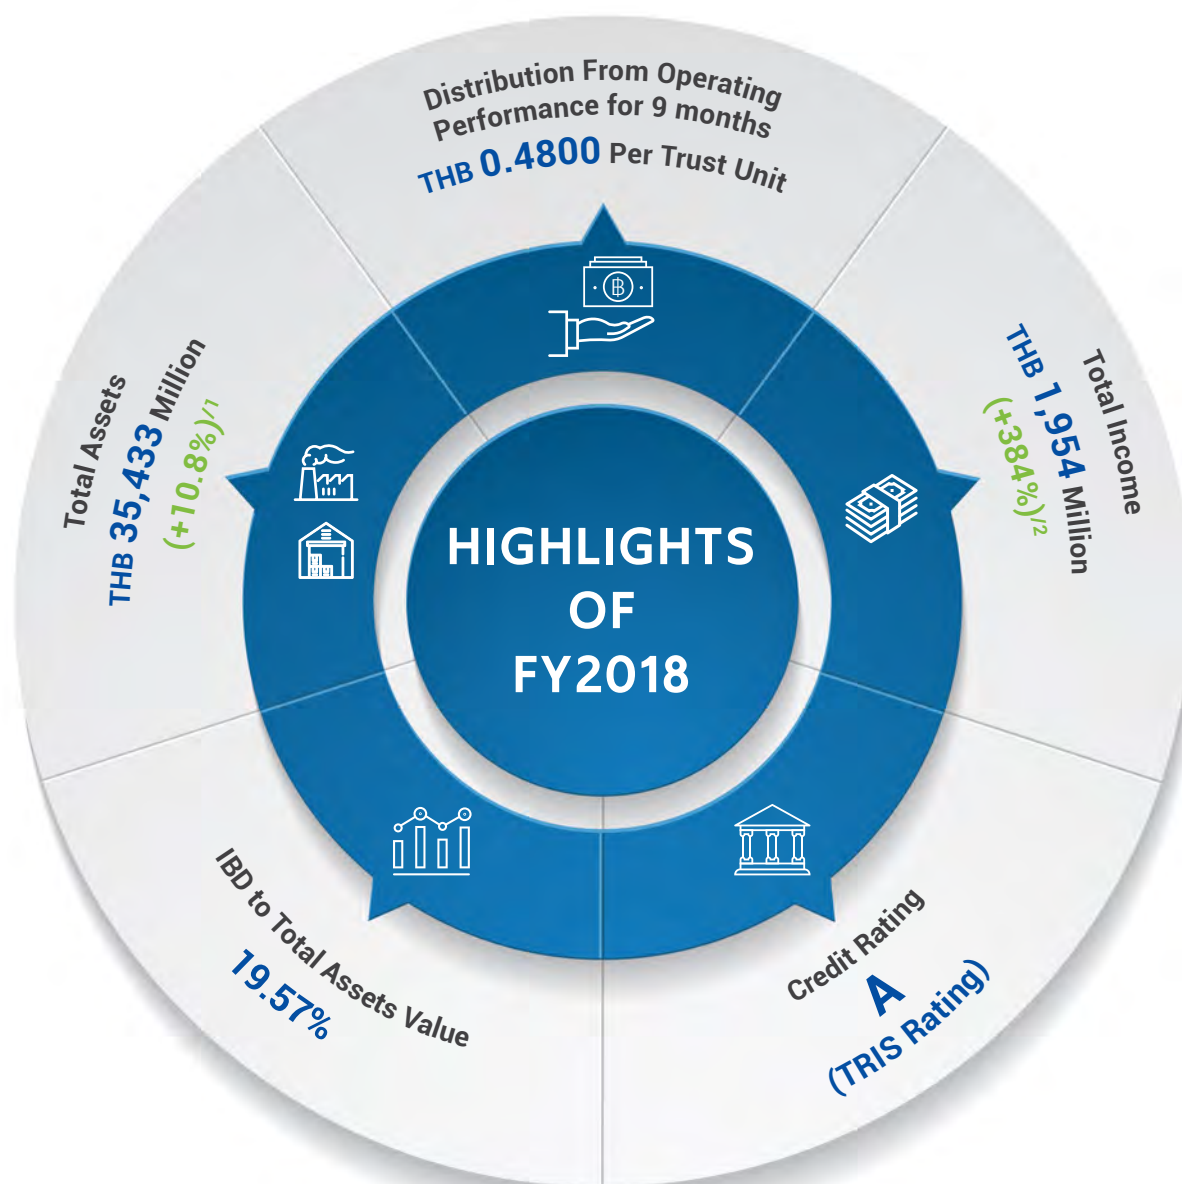 Distribution From Operating
Performance for 9 months
THB 0.4800 Per Trust Unit
Total Income
THB 1,954 Million
(+384%)/2
Credit Rating
A
(TRIS Rating)
IBD to Total Assets Value
19.57%
Total Assets
THB 35,433 Million
(+10.8%)/1
HIGHLIGHTS
OF
FY2018